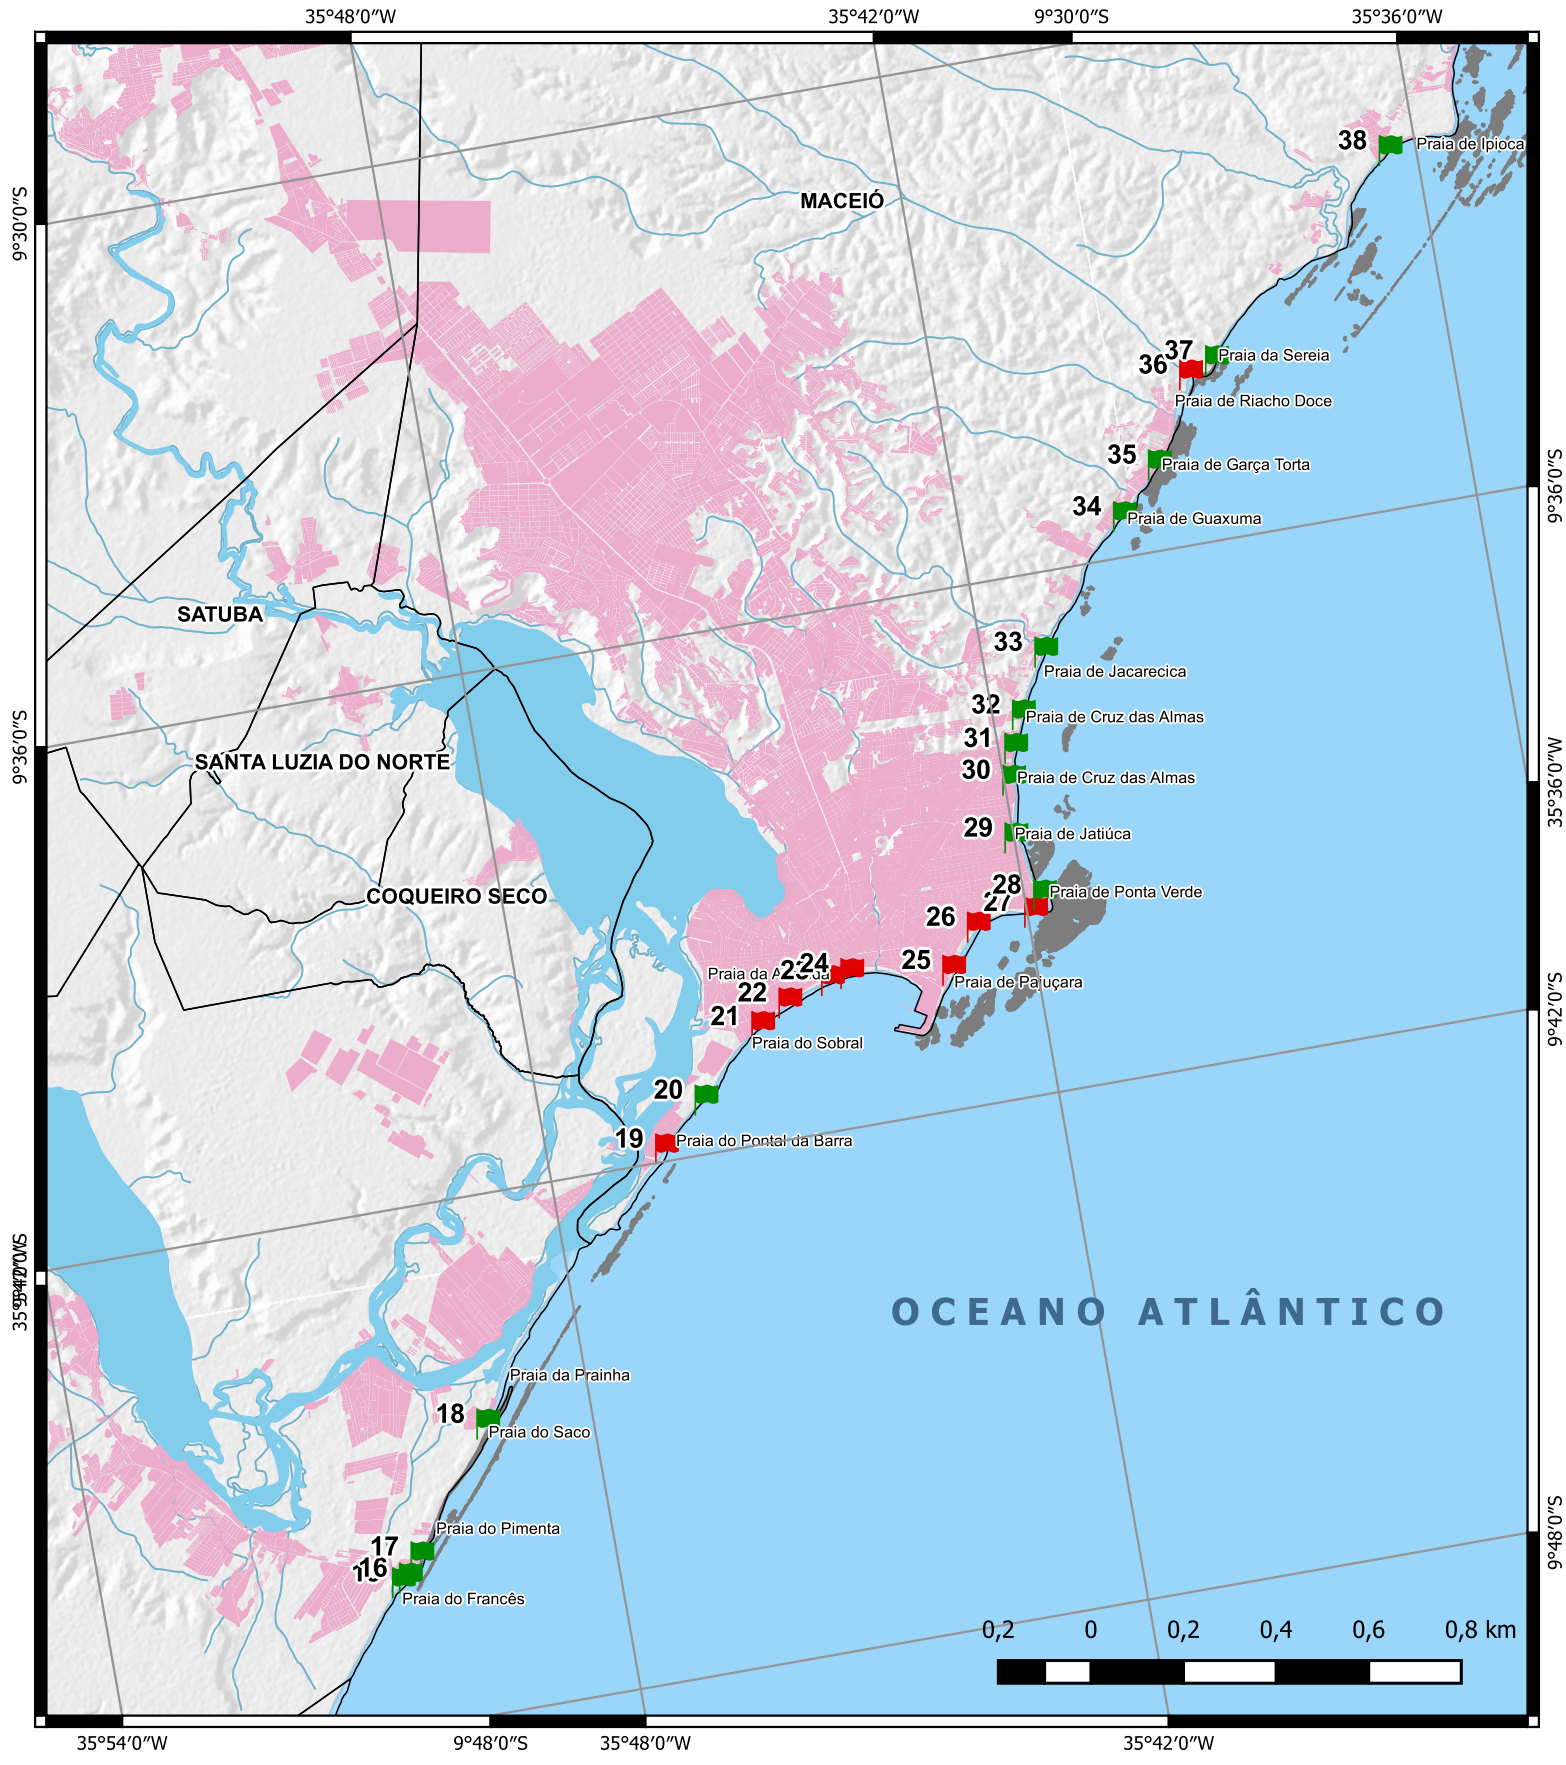 35°48′0″W
35°42′0″W
9°30′0″S
35°36′0″W
38
Praia de Ipioca
MACEIÓ
9°30′0″S
37
Praia da Sereia
36
Praia de Riacho Doce
35
Praia de Garça Torta
9°36′0″S
34
Praia de Guaxuma
SATUBA
33
Praia de Jacarecica
32
Praia de Cruz das Almas
31
9°36′0″S
SANTA LUZIA DO NORTE
30
Praia de Cruz das Almas
35°36′0″W
29
Praia de Jatiúca
28
Praia de Ponta Verde
COQUEIRO SECO
27
26
25
24
23
Praia da
Praia de Pajuçara
22
21
9°42′0″S
Praia do Sobral
20
19
Praia do Pontal da Barra
OCEANO ATLÂNTICO
Praia da Prainha
18
Praia do Saco
Praia do Pimenta
9°48′0″S
17
16
Praia do Francês
0,2 0 0,2 0,4 0,6 0,8 km
35°54′0″W
9°48′0″S
35°48′0″W
35°42′0″W